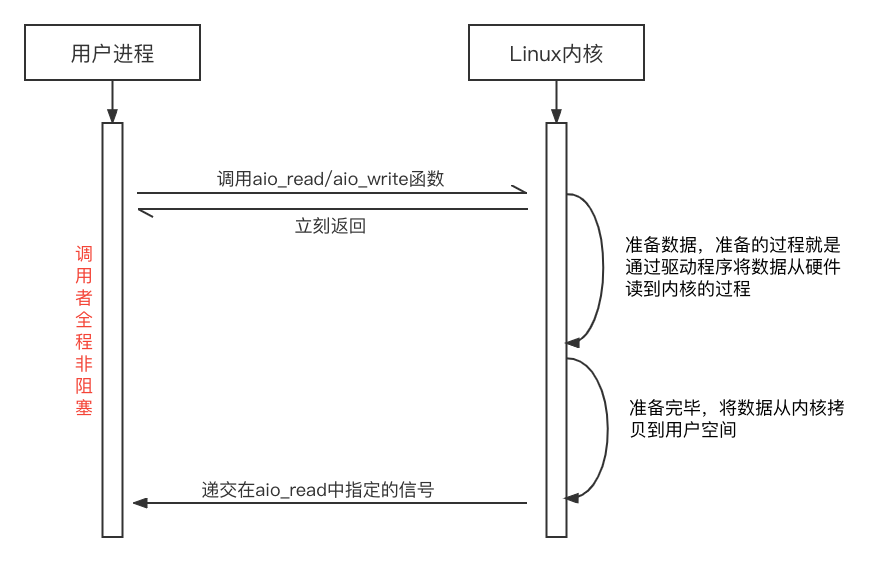 用户进程
Linux内核
调用aio_read/aio_write函数
立刻返回
准备数据，准备的过程就是
通过驱动程序将数据从硬件
读到内核的过程
调用者全程非阻塞
准备完毕，将数据从内核拷
贝到用户空间
递交在aio_read中指定的信号